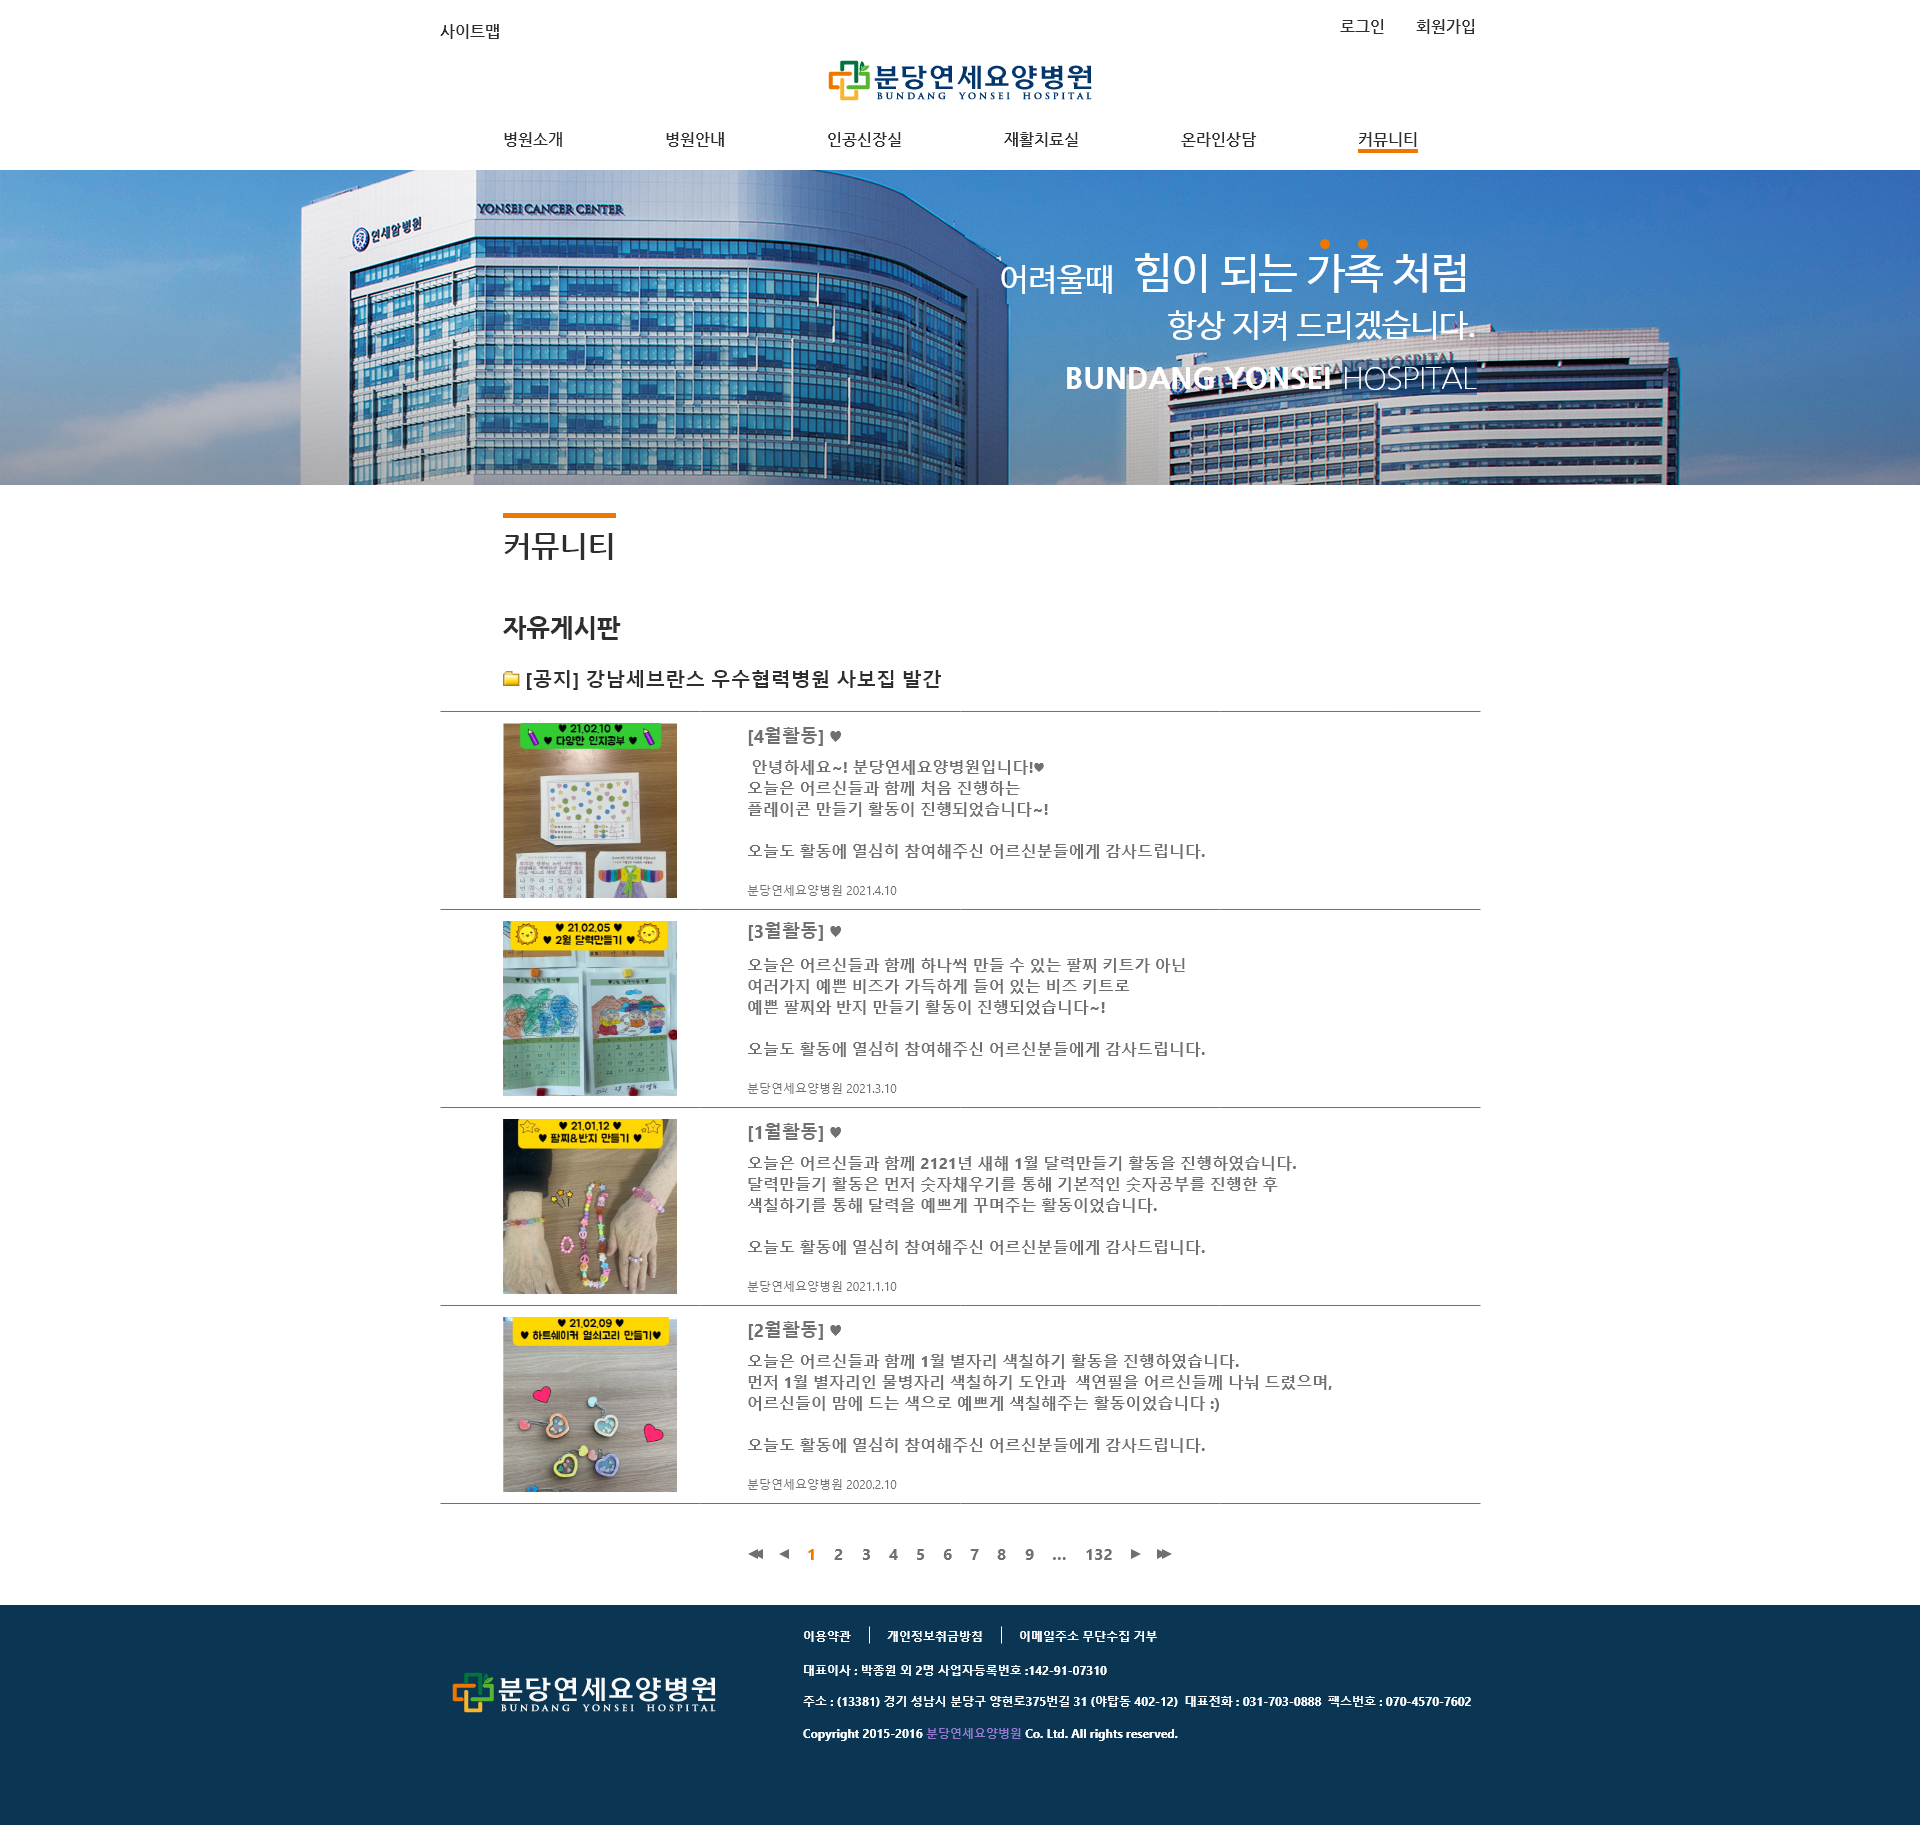 사이트맵
로그인 회원가입
분당연세요양병원
BUNDANG YONSEI HOSPITAL
병원소개 병원안내 인공신장실 재활치료실 온라인상담 커뮤니티
연세암병원
YONSEI CANCER CENTER
어려울때 힘이 되는 가족 처럼
항상 지켜 드리겠습니다.
BUNDANG YONSEI HOSPITAL
커뮤니티
자유게시판
[공지] 강남세브란스 우수협력병원 사보집 발간
♥ 21.02.10 ♥
♥ 다양한 인지공부 ♥
[4월활동] ♥
안녕하세요~! 분당연세요양병원입니다!♥
오늘은 어르신들과 함께 처음 진행하는
플레이콘 만들기 활동이 진행되었습니다~!
오늘도 활동에 열심히 참여해주신 어르신분들에게 감사드립니다.
분당연세요양병원 2021.4.10
♥ 21.02.05 ♥
♥ 2월 달력만들기 ♥
[3월활동] ♥
오늘은 어르신들과 함께 하나씩 만들 수 있는 팔찌 키트가 아닌
여러가지 예쁜 비즈가 가득하게 들어 있는 비즈 키트로
예쁜 팔찌와 반지 만들기 활동이 진행되었습니다~!
오늘도 활동에 열심히 참여해주신 어르신분들에게 감사드립니다.
분당연세요양병원 2021.3.10
♥ 21.01.12 ♥
♥ 팔찌&반지 만들기 ♥
[1월활동] ♥
오늘은 어르신들과 함께 2121년 새해 1월 달력만들기 활동을 진행하였습니다.
달력만들기 활동은 먼저 숫자채우기를 통해 기본적인 숫자공부를 진행한 후
색칠하기를 통해 달력을 예쁘게 꾸며주는 활동이었습니다.
오늘도 활동에 열심히 참여해주신 어르신분들에게 감사드립니다.
분당연세요양병원 2021.1.10
♥ 21.02.09 ♥
♥ 하트쉐이커 열쇠고리 만들기♥
[2월활동] ♥
오늘은 어르신들과 함께 1월 별자리 색칠하기 활동을 진행하였습니다.
먼저 1월 별자리인 물병자리 색칠하기 도안과 색연필을 어르신들께 나눠 드렸으며,
어르신들이 맘에 드는 색으로 예쁘게 색칠해주는 활동이었습니다 :)
오늘도 활동에 열심히 참여해주신 어르신분들에게 감사드립니다.
분당연세요양병원 2020.2.10
1 2 3 4 5 6 7 8 9 ... 132
이용약관 개인정보취급방침 이메일주소 무단수집 거부
분당연세요양병원
BUNDANG YONSEI HOSPITAL
대표이사 : 박종원 외 2명 사업자등록번호 :142-91-07310
주소 : (13381) 경기 성남시 분당구 양현로375번길 31 (야탑동 402-12) 대표전화 : 031-703-0888 팩스번호 : 070-4570-7602
Copyright 2015-2016 분당연세요양병원 Co. Ltd. All rights reserved.